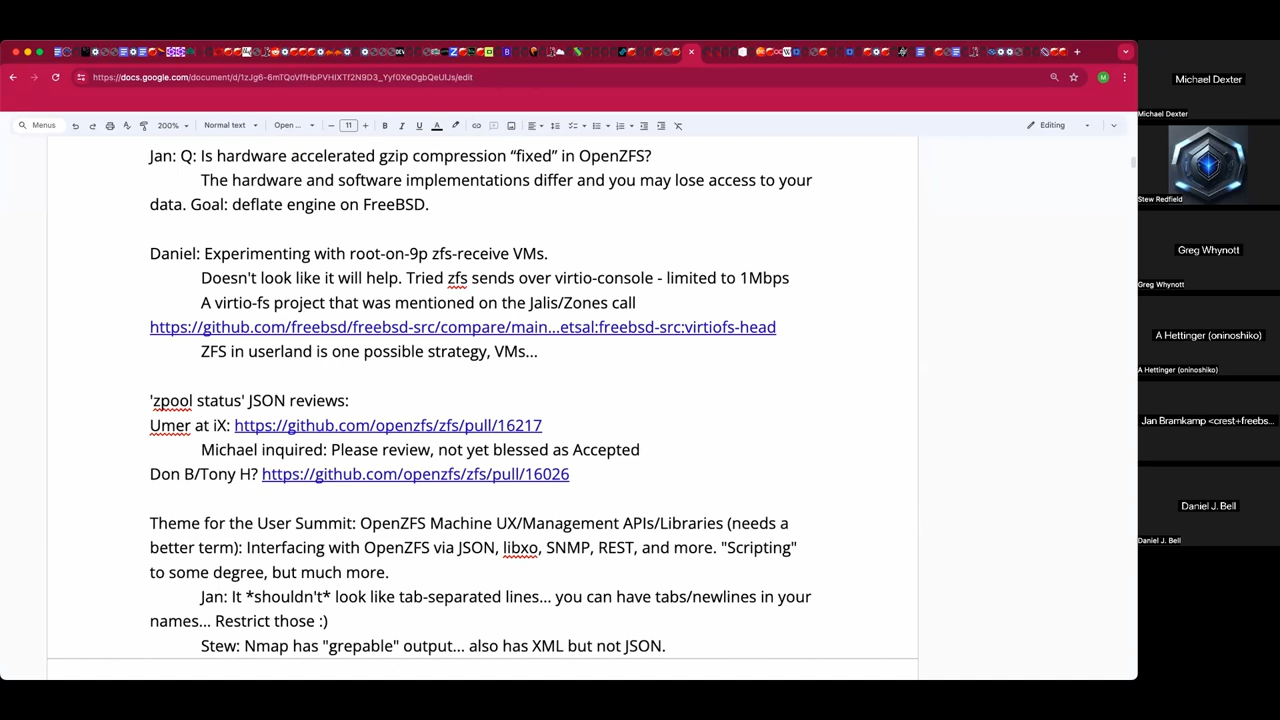 https://docs.google.com/document/d/1zJg6-6mTQoVffHbPVHIXTf2N9D3_Yyf0XeOgbQeUIJs/edit
Menus
200%
Normal text
Open ...
11
Editing
Jan: Q: Is hardware accelerated gzip compression “fixed” in OpenZFS?
The hardware and software implementations differ and you may lose access to your
data. Goal: deflate engine on FreeBSD.
Daniel: Experimenting with root-on-9p zfs-receive VMs.
Doesn't look like it will help. Tried zfs sends over virtio-console - limited to 1Mbps
A virtio-fs project that was mentioned on the Jalis/Zones call
https://github.com/freebsd/freebsd-src/compare/main...etsal:freebsd-src:virtiofs-head
ZFS in userland is one possible strategy, VMs...
'zpool status' JSON reviews:
Umer at iX: https://github.com/openzfs/zfs/pull/16217
Michael inquired: Please review, not yet blessed as Accepted
Don B/Tony H? https://github.com/openzfs/zfs/pull/16026
Theme for the User Summit: OpenZFS Machine UX/Management APIs/Libraries (needs a
better term): Interfacing with OpenZFS via JSON, libxo, SNMP, REST, and more. "Scripting"
to some degree, but much more.
Jan: It *shouldn't* look like tab-separated lines... you can have tabs/newlines in your
names... Restrict those :)
Stew: Nmap has "grepable" output... also has XML but not JSON.
Michael Dexter
Michael Dexter
Stew Redfield
Greg Whynott
Greg Whynott
A Hettinger (oninoshiko)
A Hettinger (oninoshiko)
Jan Bramkamp <crest+freebs...
Daniel J. Bell
Daniel J. Bell